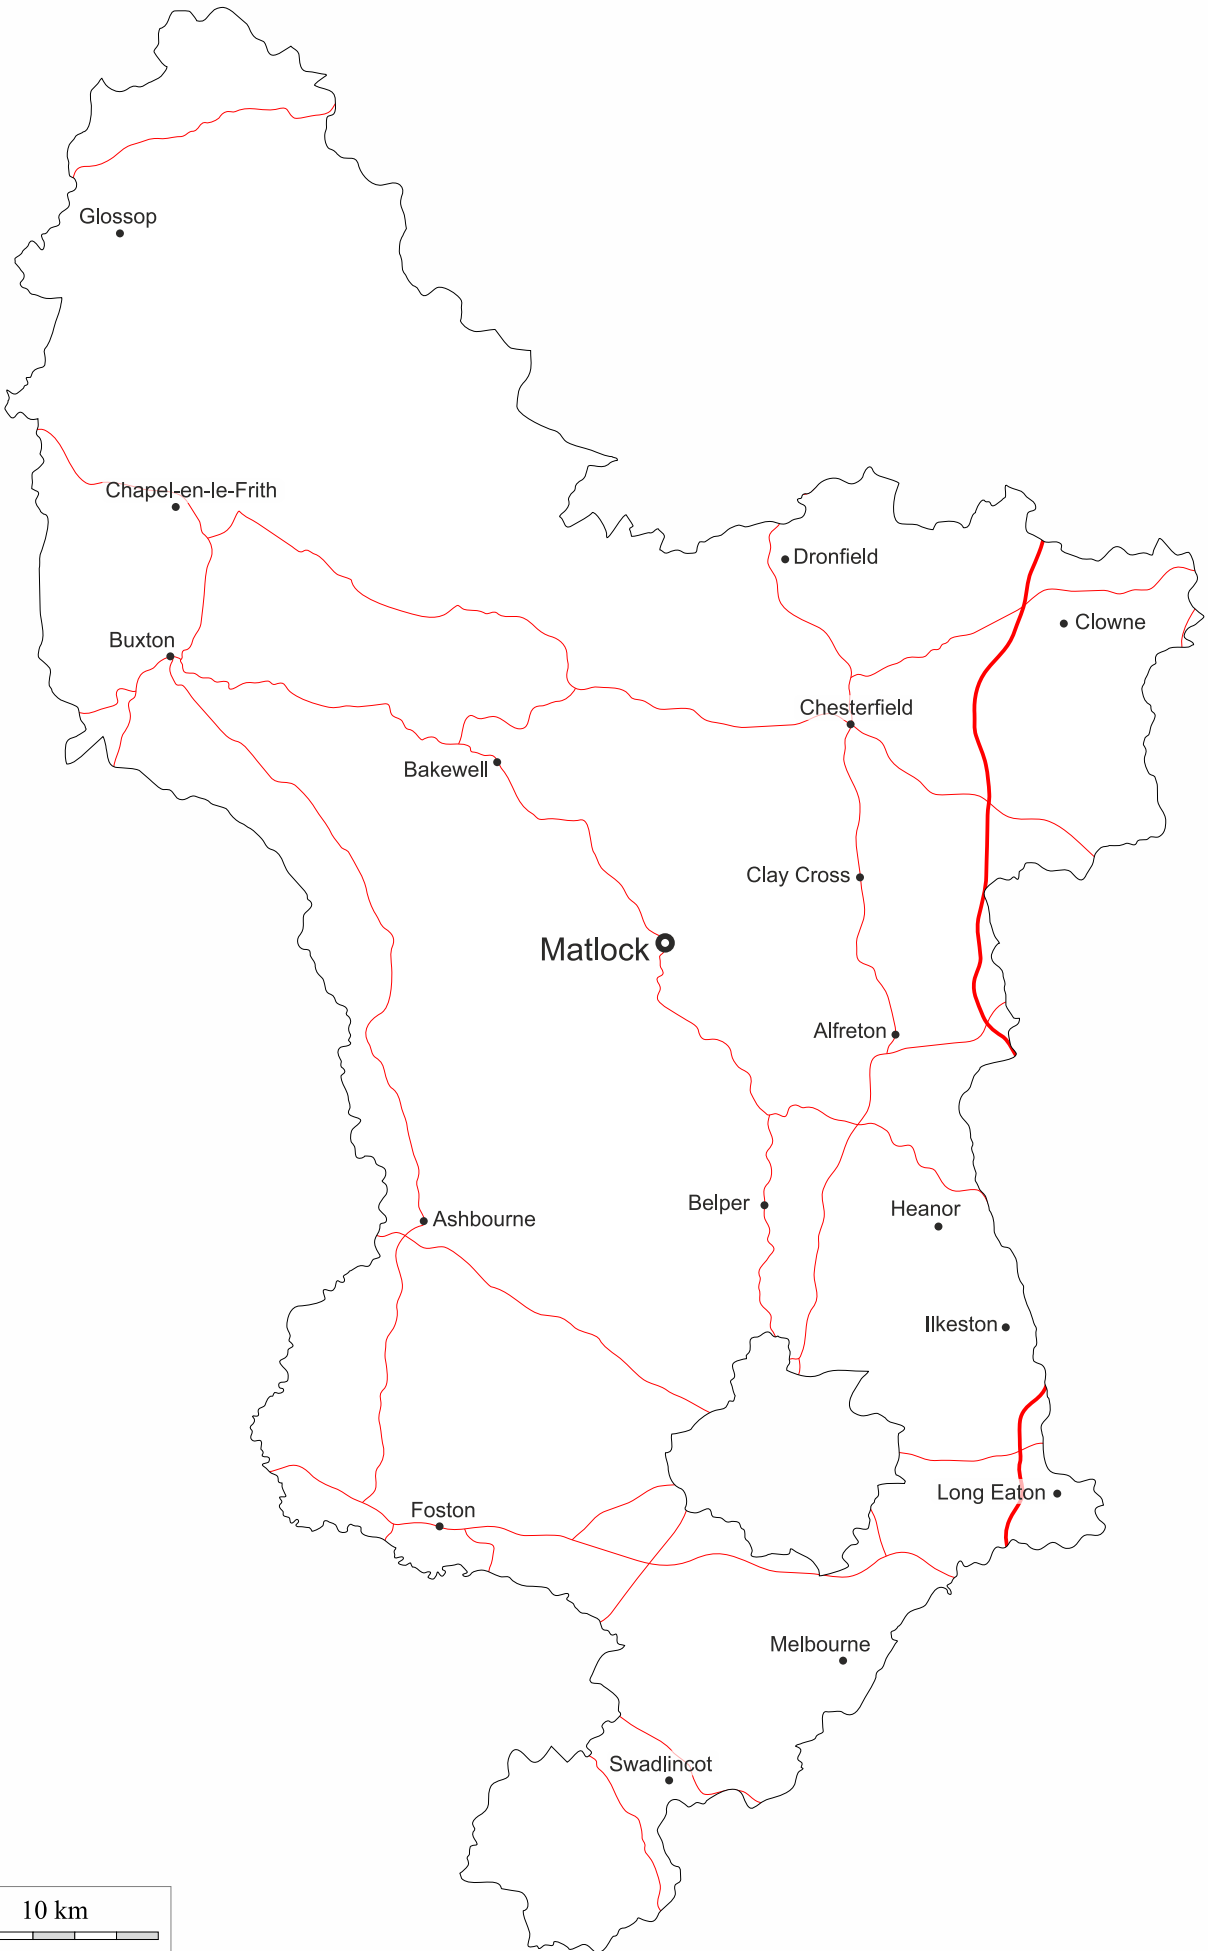 Glossop
Chapel-en-le-Frith
Dronfield
Clowne
Buxton
Chesterfield
Bakewell
Clay Cross
Matlock
Alfreton
Belper
Heanor
Ashbourne
Ilkeston
Long Eaton
Foston
Melbourne
Swadlincot
10 km